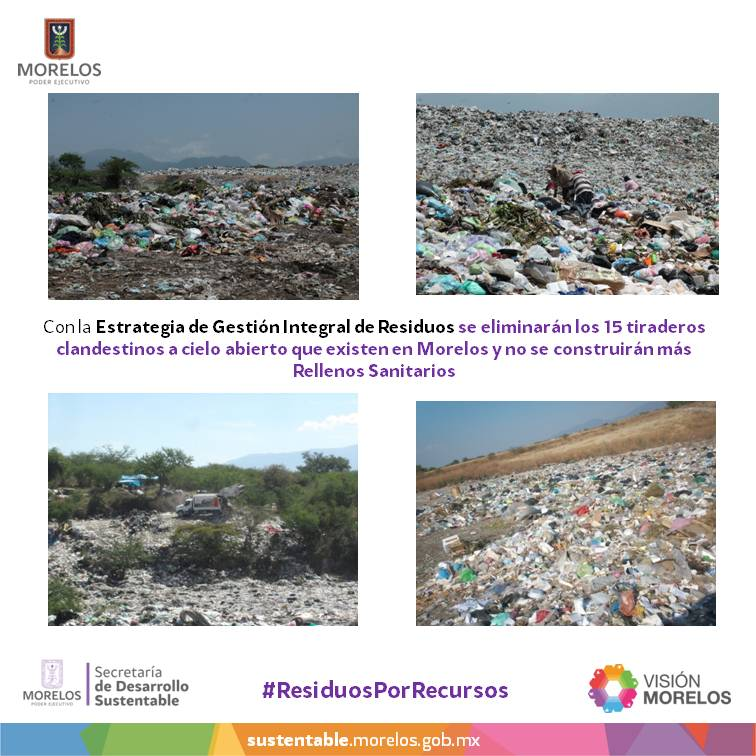 MORELOS
PODER EJECUTIVO
Con la Estrategia de Gestión Integral de Residuos se eliminarán los 15 tiraderos
clandestinos a cielo abierto que existen en Morelos y no se construirán más
Rellenos Sanitarios
MORELOS
PODER EJECUTIVO
Secretaría
de Desarrollo
Sustentable
#ResiduosPorRecursos
VISIÓN
MORELOS
sustentable.morelos.gob.mx